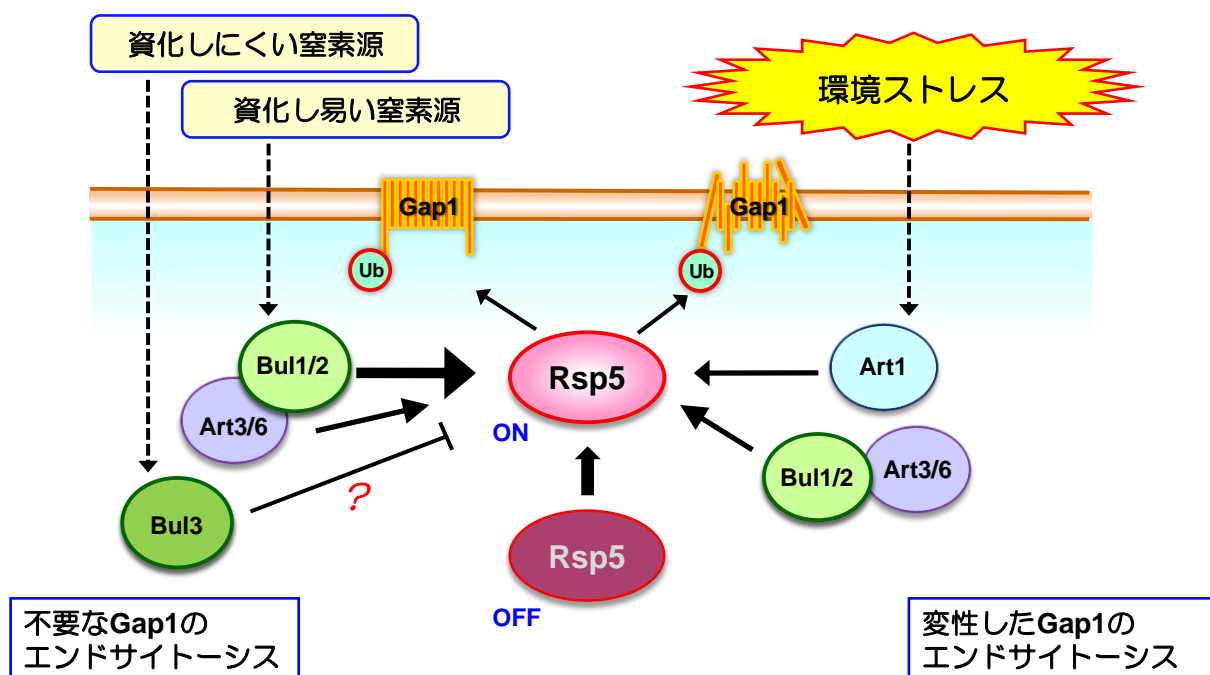 資化しにくい窒素源
資化し易い窒素源
環境ストレス
Gap1
Gap1
Ub
Ub
Bul1/2
Art3/6
Rsp5
ON
Art1
Bul1/2
Art3/6
?
Bul3
Rsp5
OFF
不要なGap1の
エンドサイトーシス
変性したGap1の
エンドサイトーシス